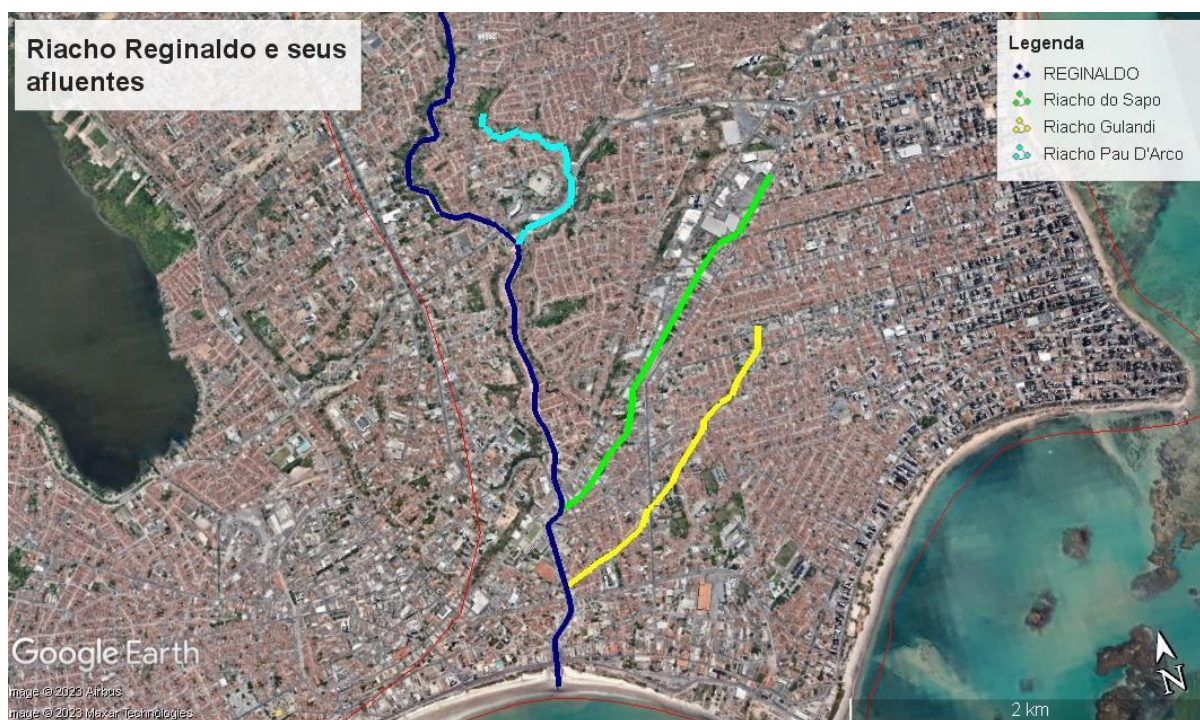 Riacho Reginaldo e seus
afluentes
Legenda
REGINALDO
Riacho do Sapo
Riacho Gulandi
Riacho Pau D'Arco
Google Earth
Image © 2023 Airbus
Image © 2023 Maxar Technologies
2 km
N